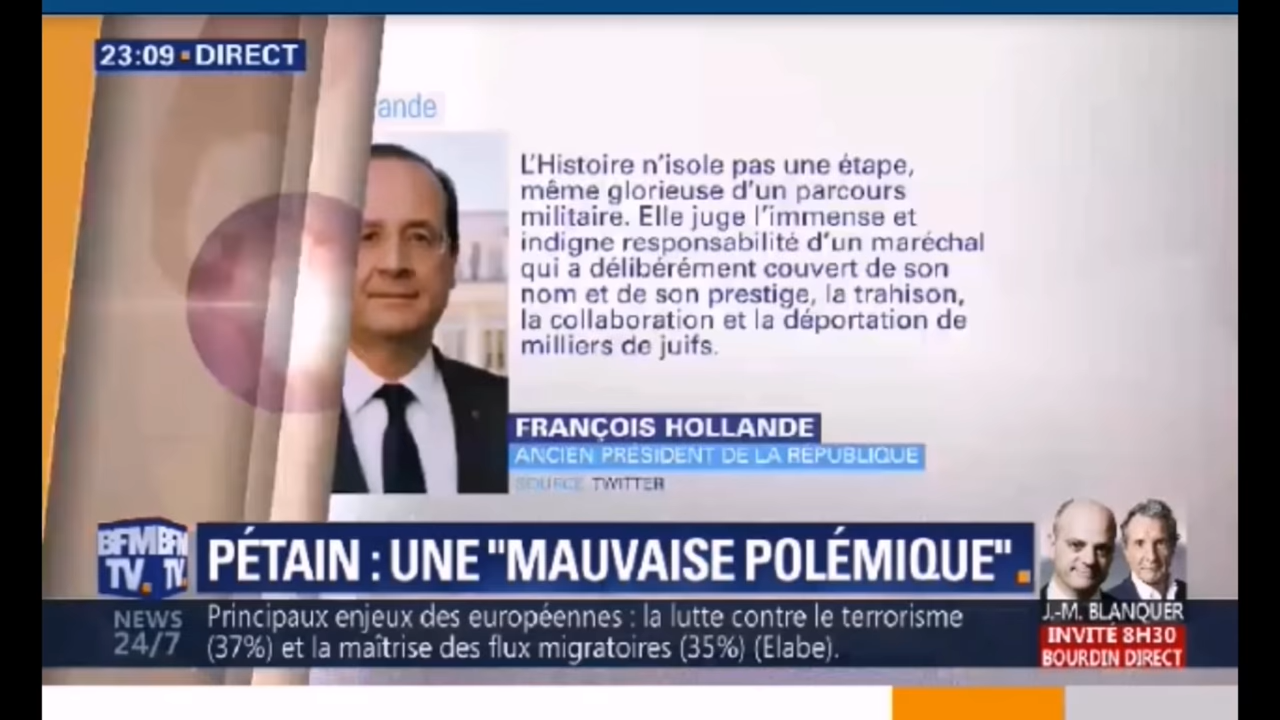 23:09 DIRECT
ande
L'Histoire n'isole pas une étape,
même glorieuse d'un parcours
militaire. Elle juge l'immense et
indigne responsabilité d'un maréchal
qui a délibérément couvert de son
nom et de son prestige, la trahison,
la collaboration et la déportation de
milliers de juifs.
FRANÇOIS HOLLANDE
ANCIEN PRÉSIDENT DE LA RÉPUBLIQUE
SOURCE TWITTER
BFM BFM
TV. TV.
PÉTAIN : UNE "MAUVAISE POLÉMIQUE"
NEWS
24/7
Principaux enjeux des européennes : la lutte contre le terrorisme
(37%) et la maîtrise des flux migratoires (35%) (Elabe).
J.-M. BLANQUER
INVITÉ 8H30
BOURDIN DIRECT